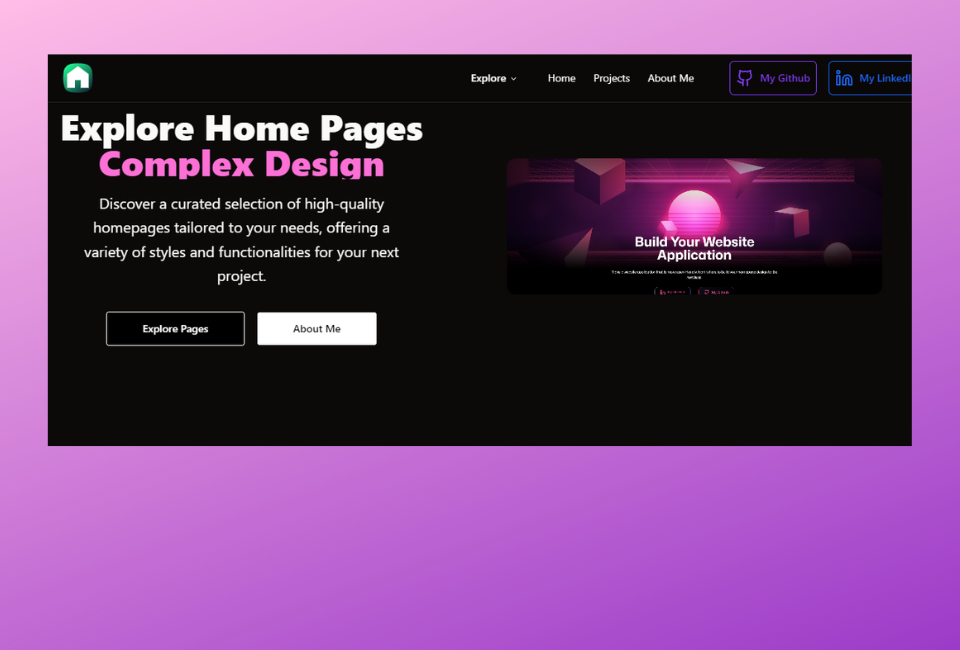 Explore
Home
Projects
About Me
My Github
My LinkedI
Explore Home Pages
Complex Design
Discover a curated selection of high-quality
homepages tailored to your needs, offering a
variety of styles and functionalities for your next
project.
Explore Pages
About Me
Build Your Website
Application